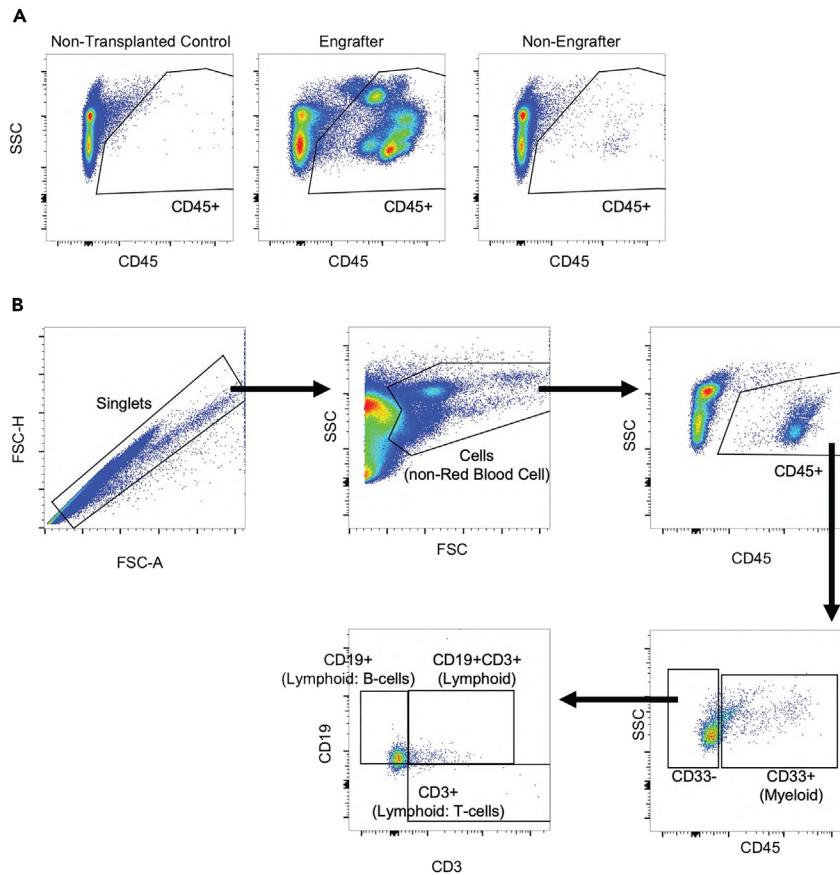 A
Non-Transplanted Control
Engrafter
Non-Engrafter
SSC
CD45+
CD45+
CD45+
CD45
CD45
CD45
B
FSC-H
Singlets
FSC-A
SSC
Cells
(non-Red Blood Cell)
FSC
SSC
CD45+
CD45
CD19
CD19+
(Lymphoid: B-cells)
CD19+CD3+
(Lymphoid)
CD3+
(Lymphoid: T-cells)
CD3
SSC
CD33-
CD33+
(Myeloid)
CD45